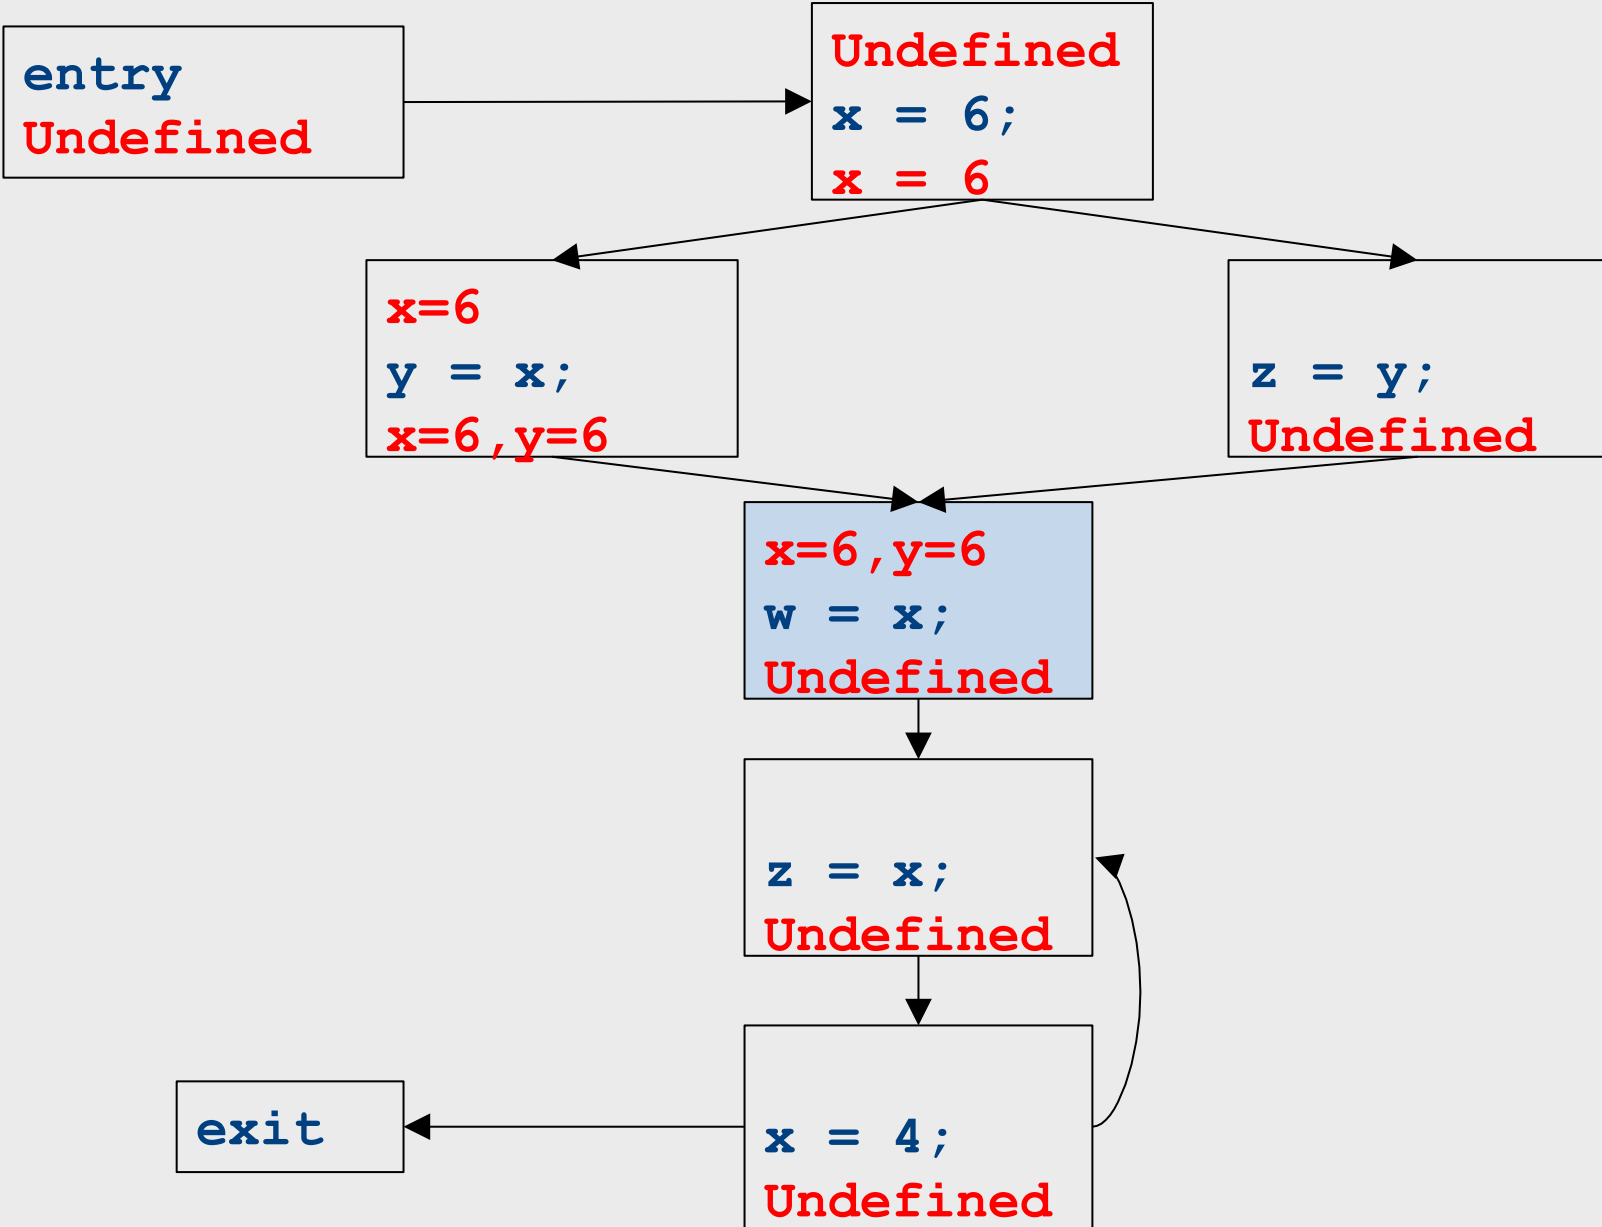 entry
Undefined
Undefined
x = 6;
x = 6
x=6
y = x;
x=6,y=6
z = y;
Undefined
x=6,y=6
w = x;
Undefined
z = x;
Undefined
exit
x = 4;
Undefined